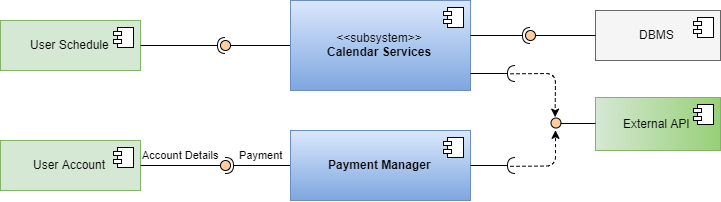 User Schedule
<<subsystem>>
Calendar Services
DBMS
External API
User Account
Account Details
Payment
Payment Manager